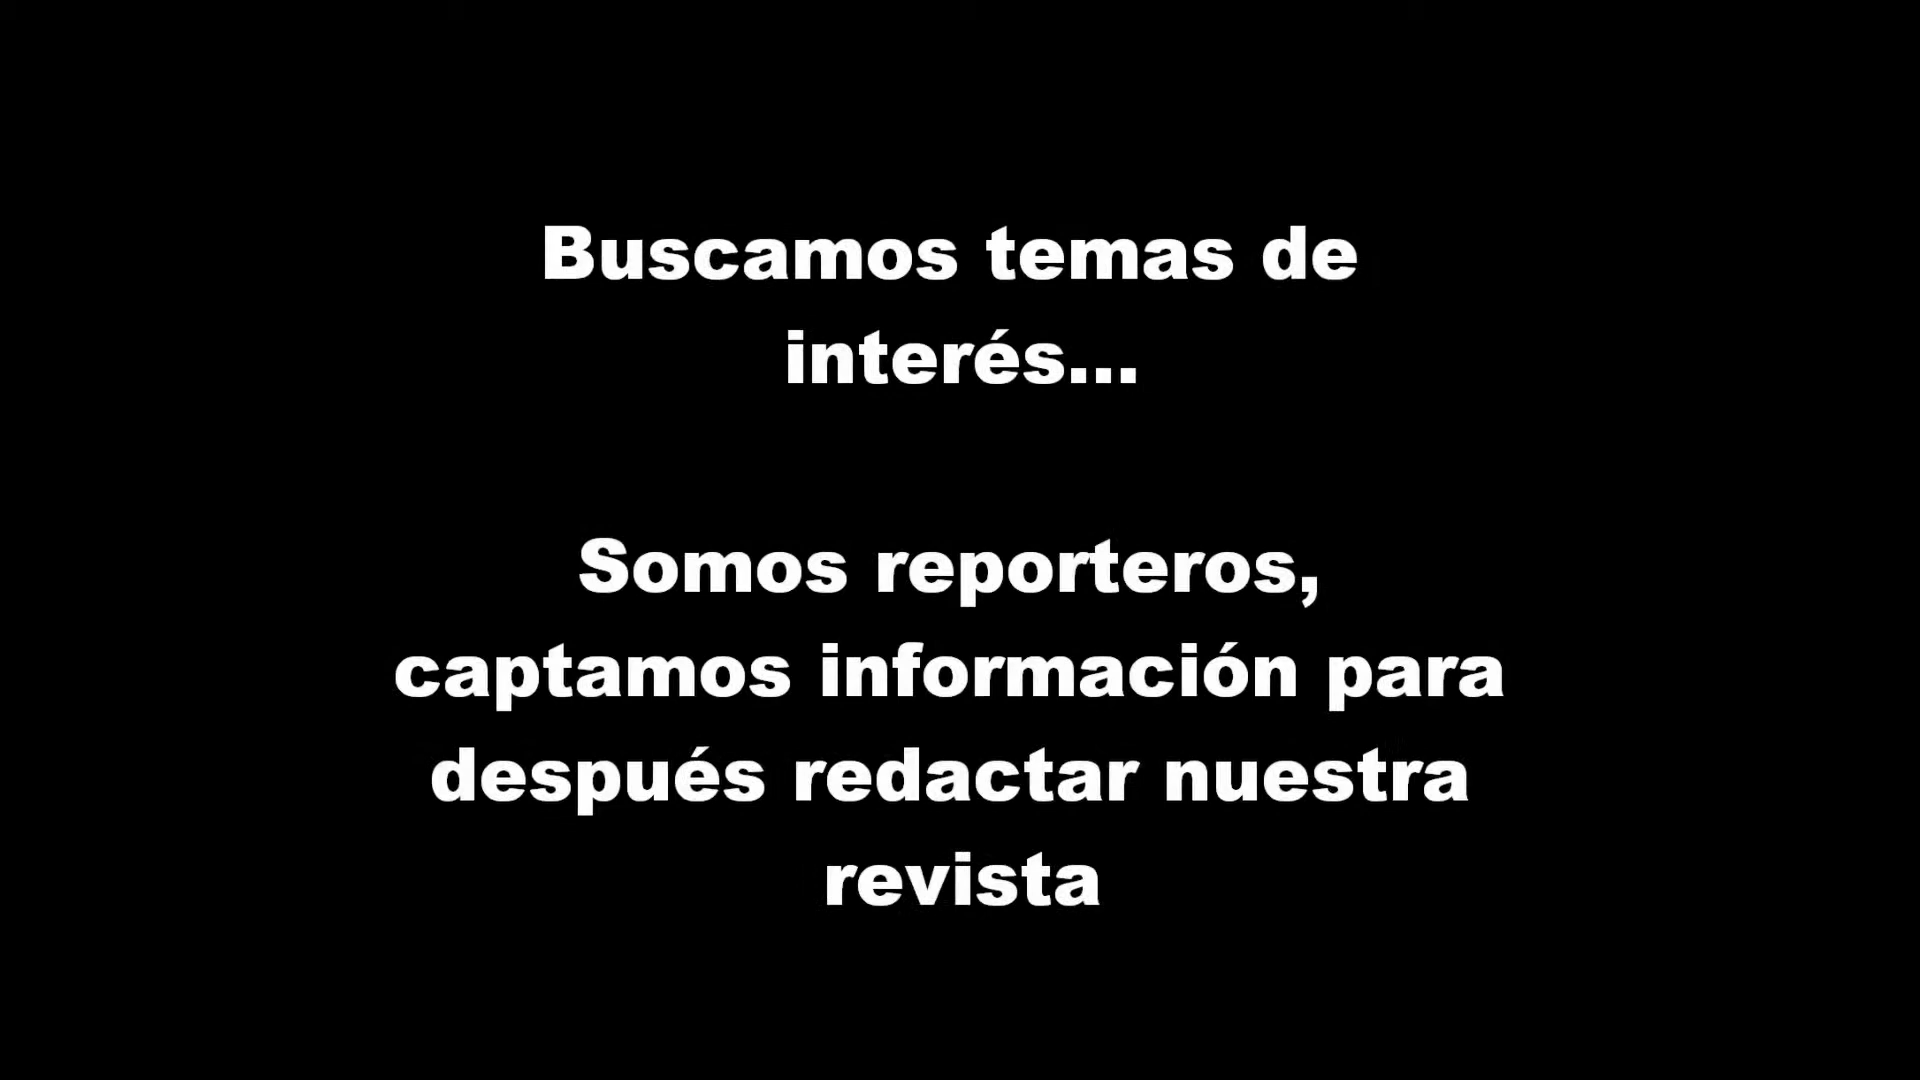 Buscamos temas de
interés...
Somos reporteros,
captamos información para
después redactar nuestra
revista